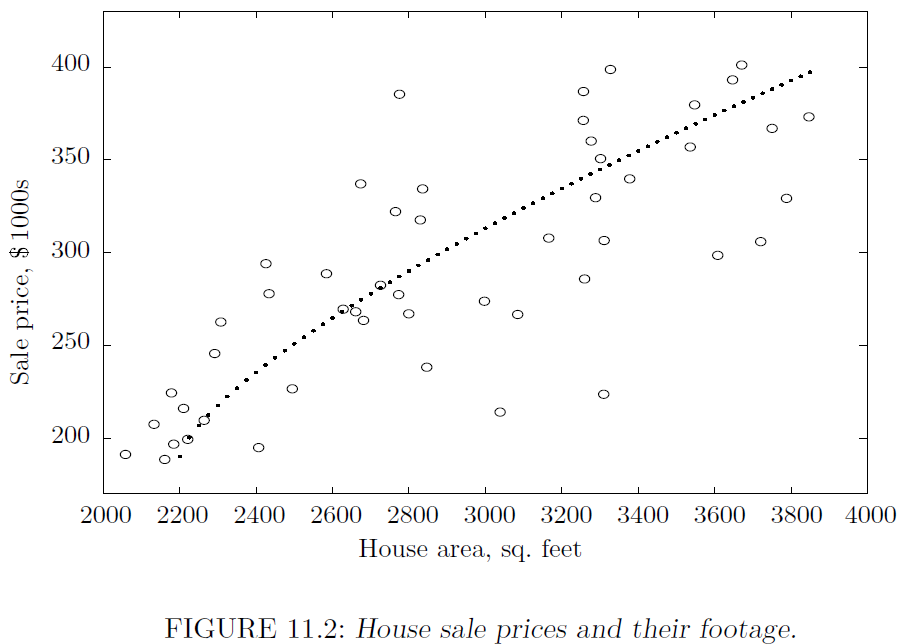 400
350
300
250
200
Sale price, $ 1000s
2000 2200 2400 2600 2800 3000 3200 3400 3600 3800 4000
House area, sq. feet
FIGURE 11.2: House sale prices and their footage.